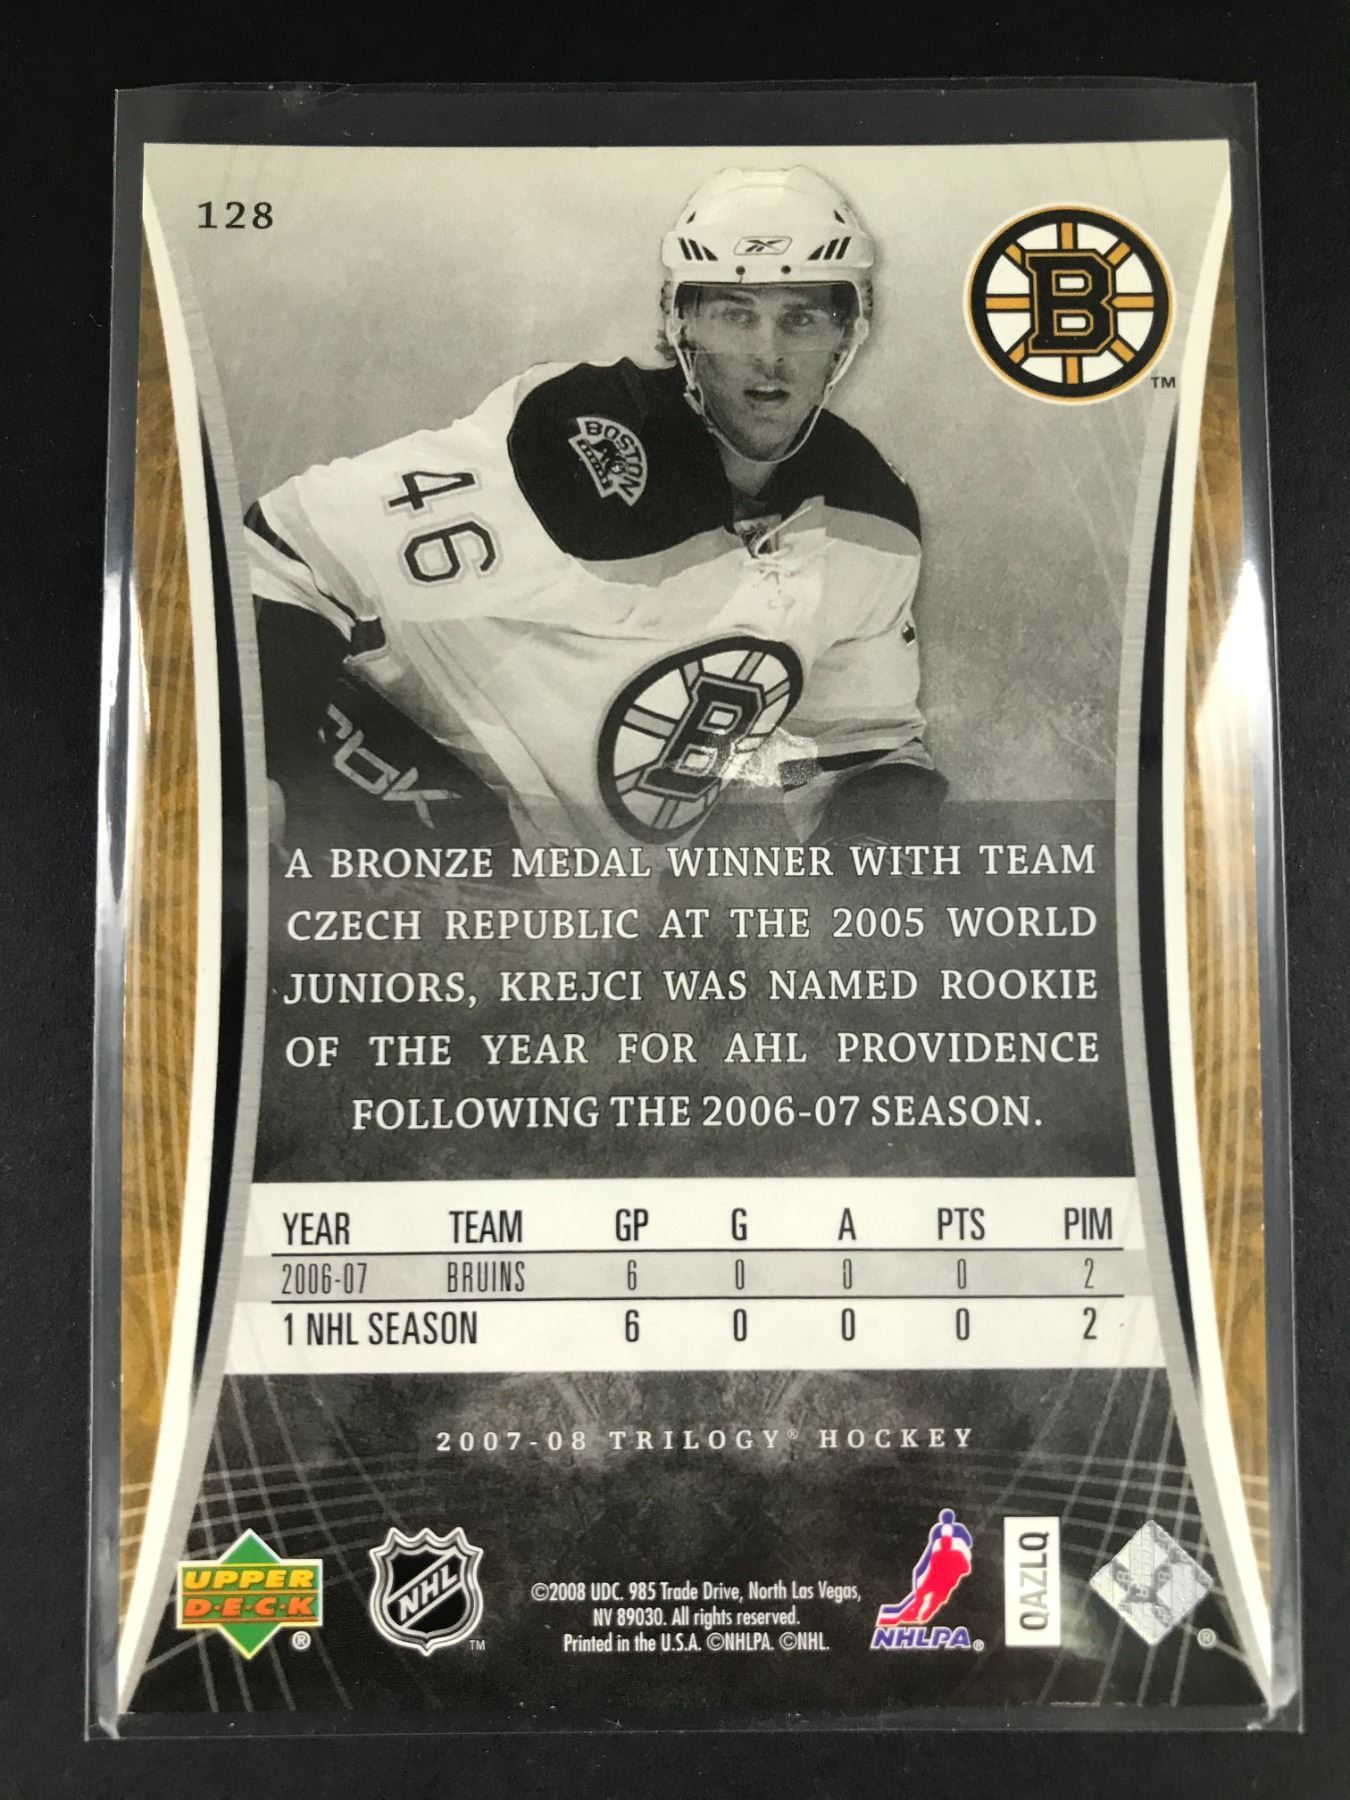 128
TM
BOSTON
46
B
B
Rbk
A BRONZE MEDAL WINNER WITH TEAM
CZECH REPUBLIC AT THE 2005 WORLD
JUNIORS, KREJCI WAS NAMED ROOKIE
OF THE YEAR FOR AHL PROVIDENCE
FOLLOWING THE 2006-07 SEASON.
YEAR TEAM GP G A PTS PIM
2006-07 BRUINS 6 0 0 0 2
1 NHL SEASON 6 0 0 0 2
2007-08 TRILOGY® HOCKEY
UPPER
D·E·C·K
®
NHL
TM
©2008 UDC. 985 Trade Drive, North Las Vegas,
NV 89030. All rights reserved.
Printed in the U.S.A. ©NHLPA. ©NHL.
NHLPA®
QAZLQ
®